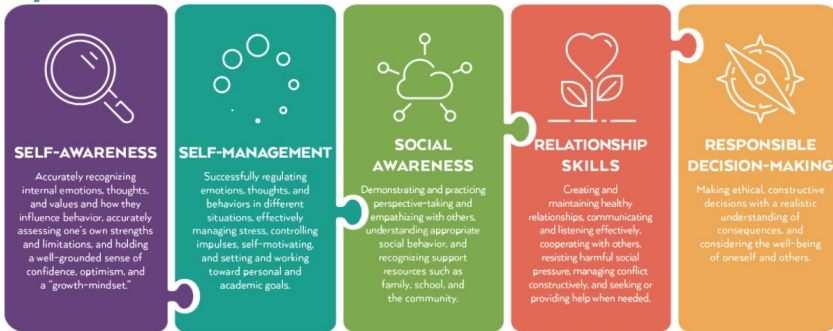 SELF-AWARENESS
Accurately recognizing
internal emotions, thoughts,
and values and how they
influence behavior, accurately
assessing one's own strengths
and limitations, and holding
a well-grounded sense of
confidence, optimism, and
a "growth-mindset."
SELF-MANAGEMENT
Successfully regulating
emotions, thoughts, and
behaviors in different
situations, effectively
managing stress, controlling
impulses, self-motivating,
and setting and working
toward personal and
academic goals.
SOCIAL
AWARENESS
Demonstrating and practicing
perspective-taking and
empathizing with others,
understanding appropriate
social behavior, and
recognizing support
resources such as
family, school, and
the community.
RELATIONSHIP
SKILLS
Creating and
maintaining healthy
relationships, communicating
and listening effectively,
cooperating with others,
resisting harmful social
pressure, managing conflict
constructively, and seeking or
providing help when needed.
RESPONSIBLE
DECISION-MAKING
Making ethical, constructive
decisions with a realistic
understanding of
consequences, and
considering the well-being
of oneself and others.